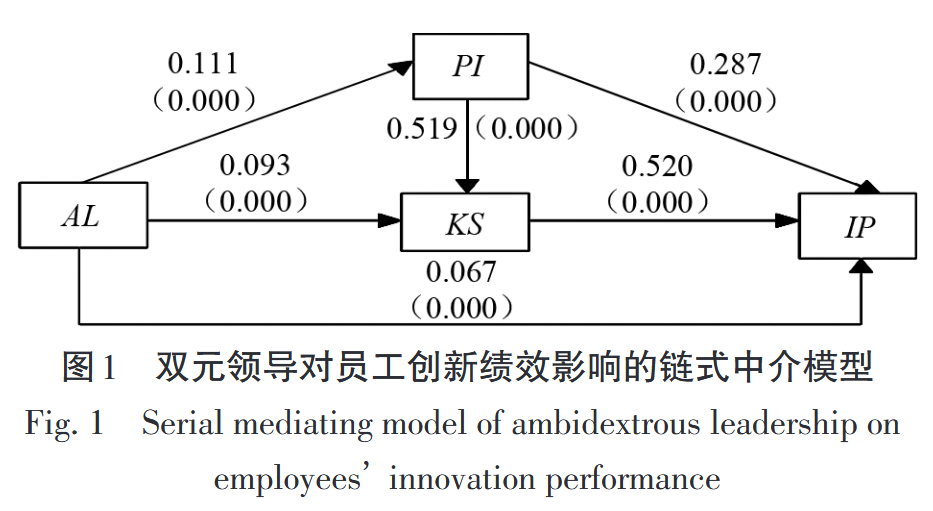 PI
0.111
(0.000)
0.287
(0.000)
0.519 (0.000)
0.093
(0.000)
0.520
(0.000)
AL
KS
IP
0.067
(0.000)
图1 双元领导对员工创新绩效影响的链式中介模型
Fig. 1 Serial mediating model of ambidextrous leadership on
employees’ innovation performance